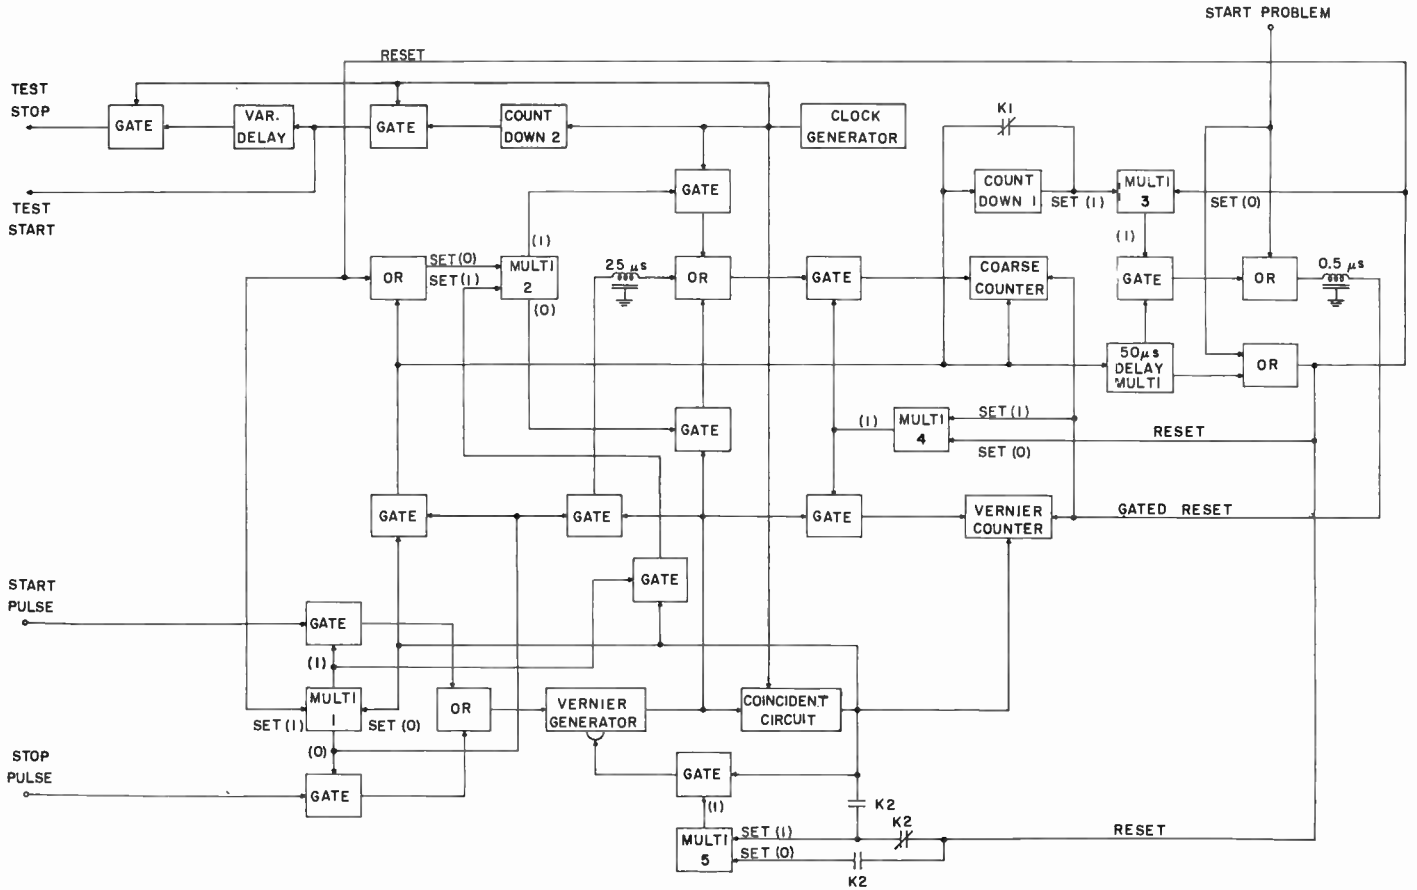 START PROBLEM
RESET
TEST
STOP
GATE
VAR.
DELAY
GATE
COUNT
DOWN 2
CLOCK
GENERATOR
K1
TEST
START
GATE
COUNT
DOWN 1
SET (1)
MULTI
3
SET (0)
(1)
(1)
OR
SET (0)
SET (1)
MULTI
2
(0)
25 μs
OR
GATE
COARSE
COUNTER
GATE
OR
0.5 μs
50μs
DELAY
MULTI
OR
GATE
(1)
MULTI
4
SET (1)
SET (0)
RESET
GATE
GATE
GATE
VERNIER
COUNTER
GATED RESET
GATE
START
PULSE
GATE
(1)
MULTI
1
SET (1)
SET (0)
(0)
OR
VERNIER
GENERATOR
COINCIDENT
CIRCUIT
STOP
PULSE
GATE
GATE
(1)
K2
MULTI
5
SET (1)
SET (0)
K2
RESET
K2